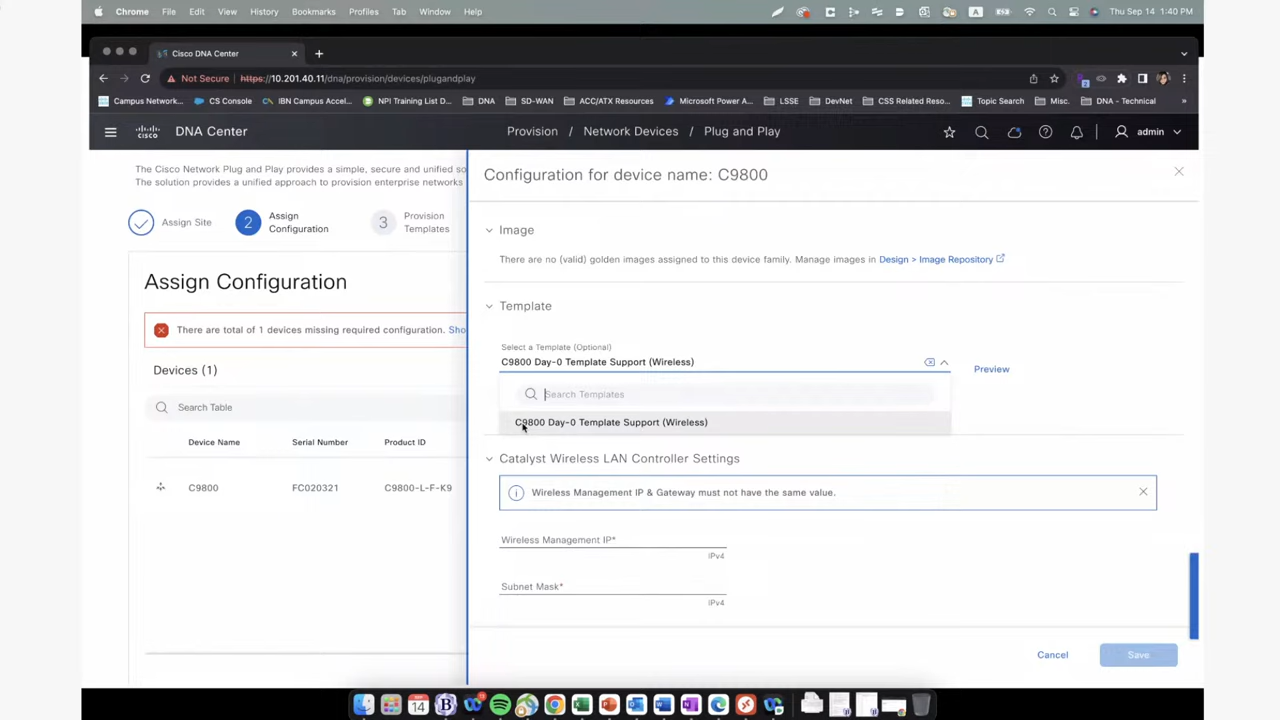 Chrome File Edit View History Bookmarks Profiles Tab Window Help Thu Sep 14 1:40 PM
Cisco DNA Center
Not Secure https://10.201.40.11/dna/provision/devices/plugandplay
Campus Network... CS Console IBN Campus Accel... NPI Training List D... DNA SD-WAN ACC/ATX Resources Microsoft Power A... LSSE DevNet CSS Related Reso... Topic Search Misc. DNA - Technical »
cisco DNA Center Provision / Network Devices / Plug and Play admin
The Cisco Network Plug and Play provides a simple, secure and unified so
The solution provides a unified approach to provision enterprise networks
Assign Site
2 Assign
Configuration
3 Provision
Templates
Assign Configuration
There are total of 1 devices missing required configuration. Sho
Devices (1)
Search Table
Device Name Serial Number Product ID
C9800 FC020321 C9800-L-F-K9
Configuration for device name: C9800
Image
There are no (valid) golden images assigned to this device family. Manage images in Design > Image Repository
Template
Select a Template (Optional)
C9800 Day-0 Template Support (Wireless)
Preview
Search Templates
C9800 Day-0 Template Support (Wireless)
Catalyst Wireless LAN Controller Settings
Wireless Management IP & Gateway must not have the same value.
Wireless Management IP*
IPv4
Subnet Mask*
IPv4
Cancel Save